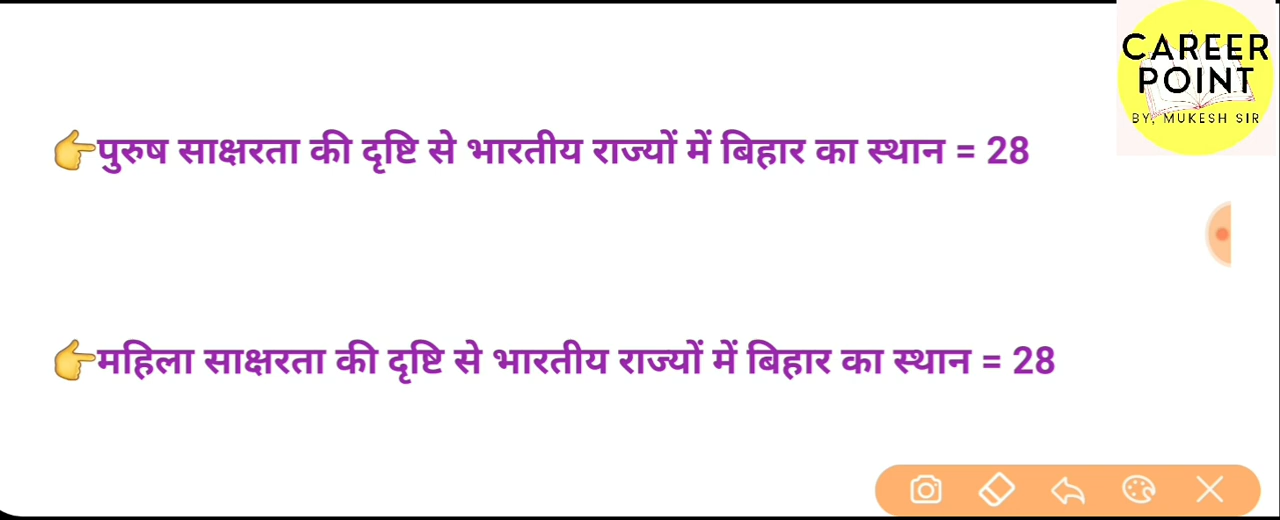 CAREER
POINT
BY, MUKESH SIR
👉पुरुष साक्षरता की दृष्टि से भारतीय राज्यों में बिहार का स्थान = 28
👉महिला साक्षरता की दृष्टि से भारतीय राज्यों में बिहार का स्थान = 28